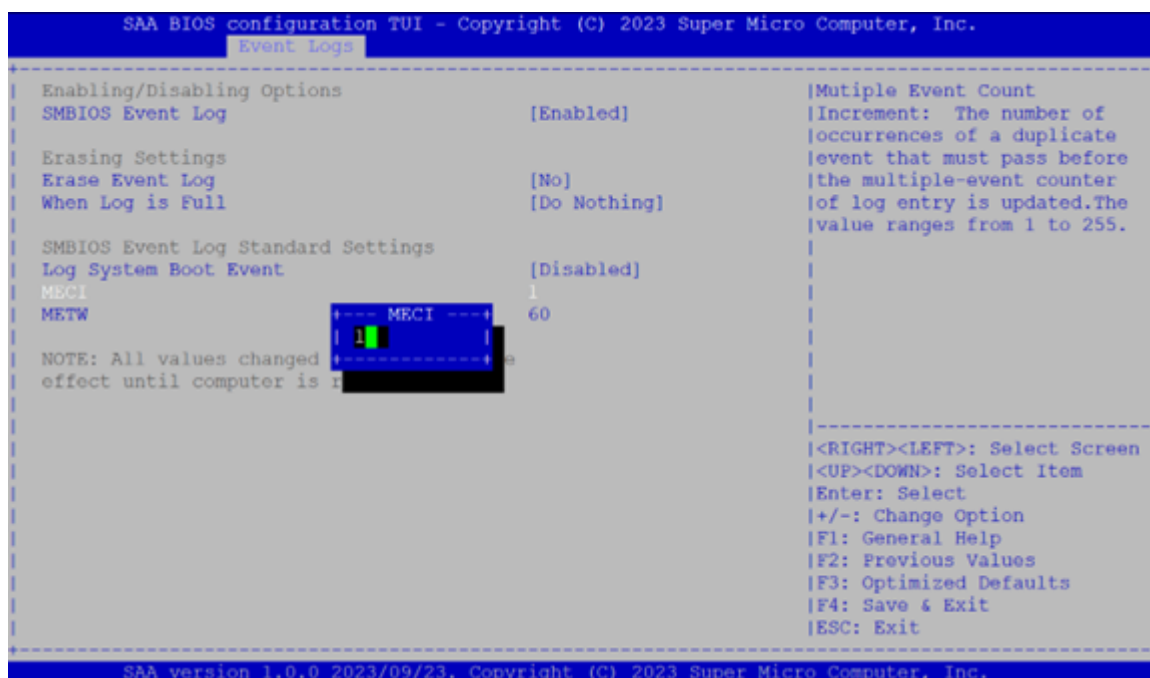 SAA BIOS configuration TUI - Copyright (C) 2023 Super Micro Computer, Inc.
Event Logs
Enabling/Disabling Options
SMBIOS Event Log [Enabled]
Erasing Settings
Erase Event Log [No]
When Log is Full [Do Nothing]
SMBIOS Event Log Standard Settings
Log System Boot Event [Disabled]
MECI 1
METW 60
NOTE: All values changed e
effect until computer is r
MECI
1
Mutiple Event Count
Increment: The number of
occurrences of a duplicate
event that must pass before
the multiple-event counter
of log entry is updated.The
value ranges from 1 to 255.
<RIGHT><LEFT>: Select Screen
<UP><DOWN>: Select Item
Enter: Select
+/-: Change Option
F1: General Help
F2: Previous Values
F3: Optimized Defaults
F4: Save & Exit
ESC: Exit
SAA version 1.0.0 2023/09/23. Copyright (C) 2023 Super Micro Computer, Inc.